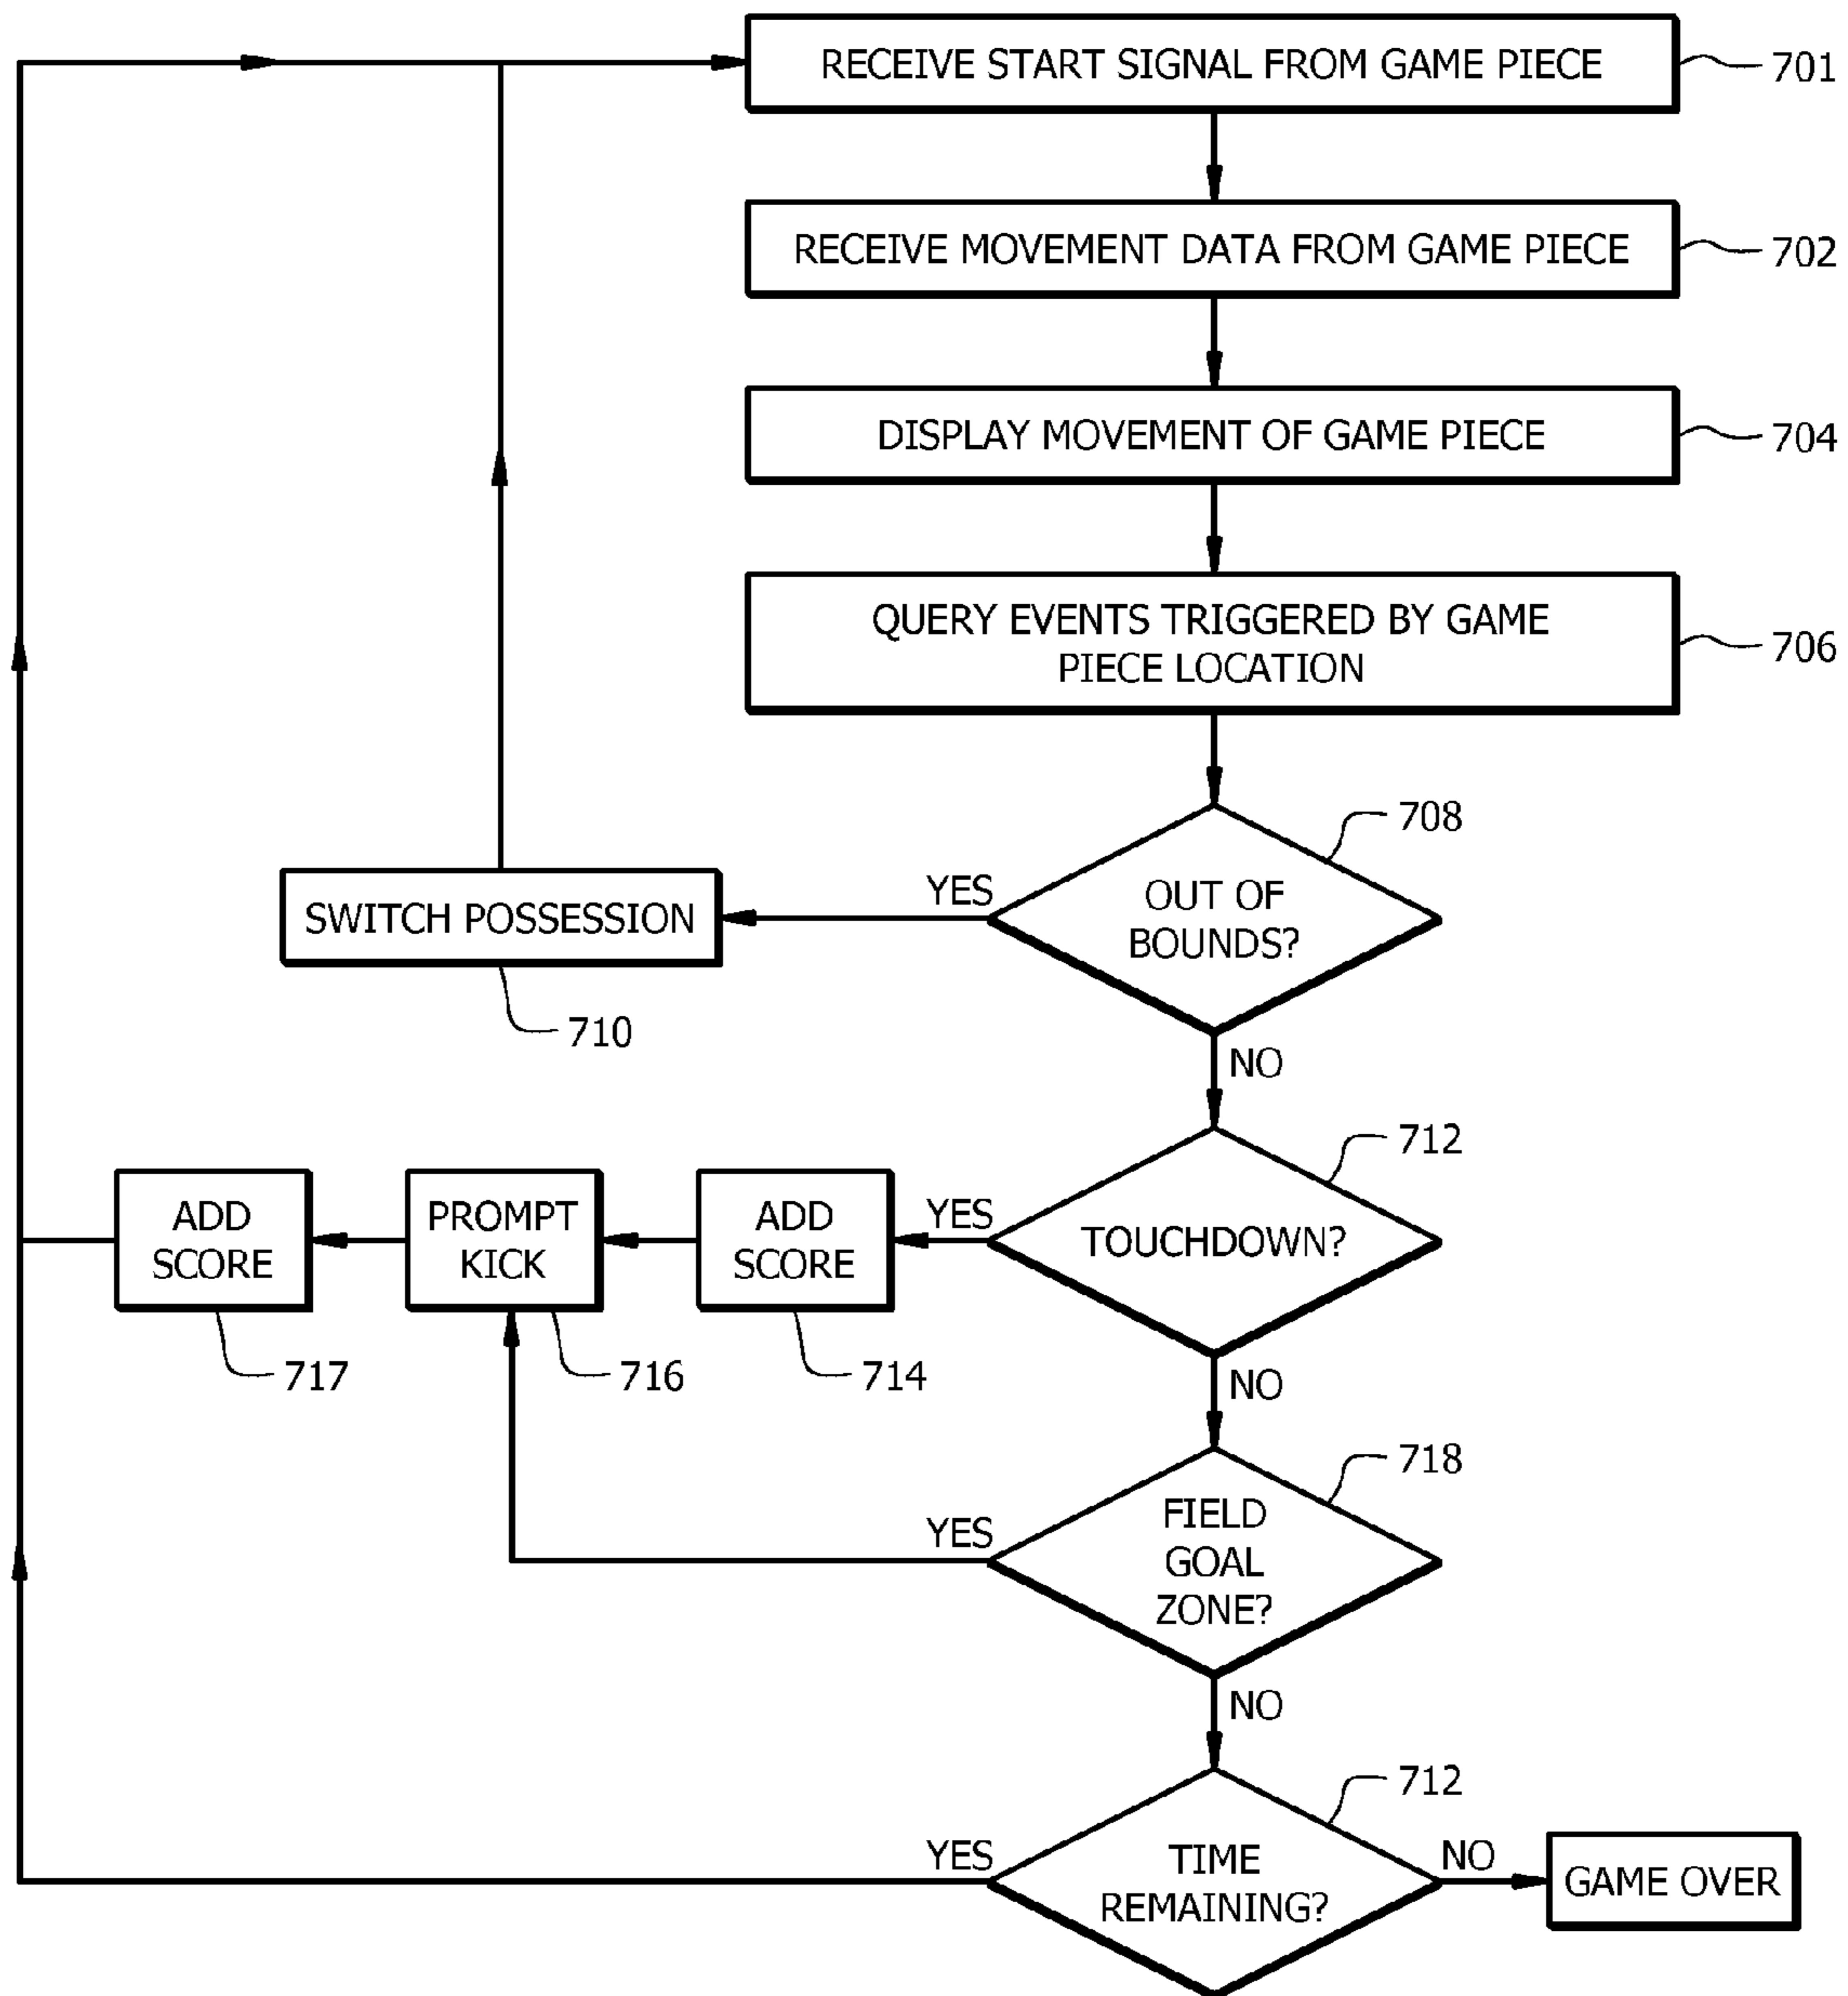 RECEIVE START SIGNAL FROM GAME PIECE
701
RECEIVE MOVEMENT DATA FROM GAME PIECE
702
DISPLAY MOVEMENT OF GAME PIECE
704
QUERY EVENTS TRIGGERED BY GAME
PIECE LOCATION
706
708
OUT OF
BOUNDS?
YES
SWITCH POSSESSION
710
NO
712
TOUCHDOWN?
YES
ADD
SCORE
714
PROMPT
KICK
716
ADD
SCORE
717
NO
718
FIELD
GOAL
ZONE?
YES
NO
712
TIME
REMAINING?
YES
NO
GAME OVER